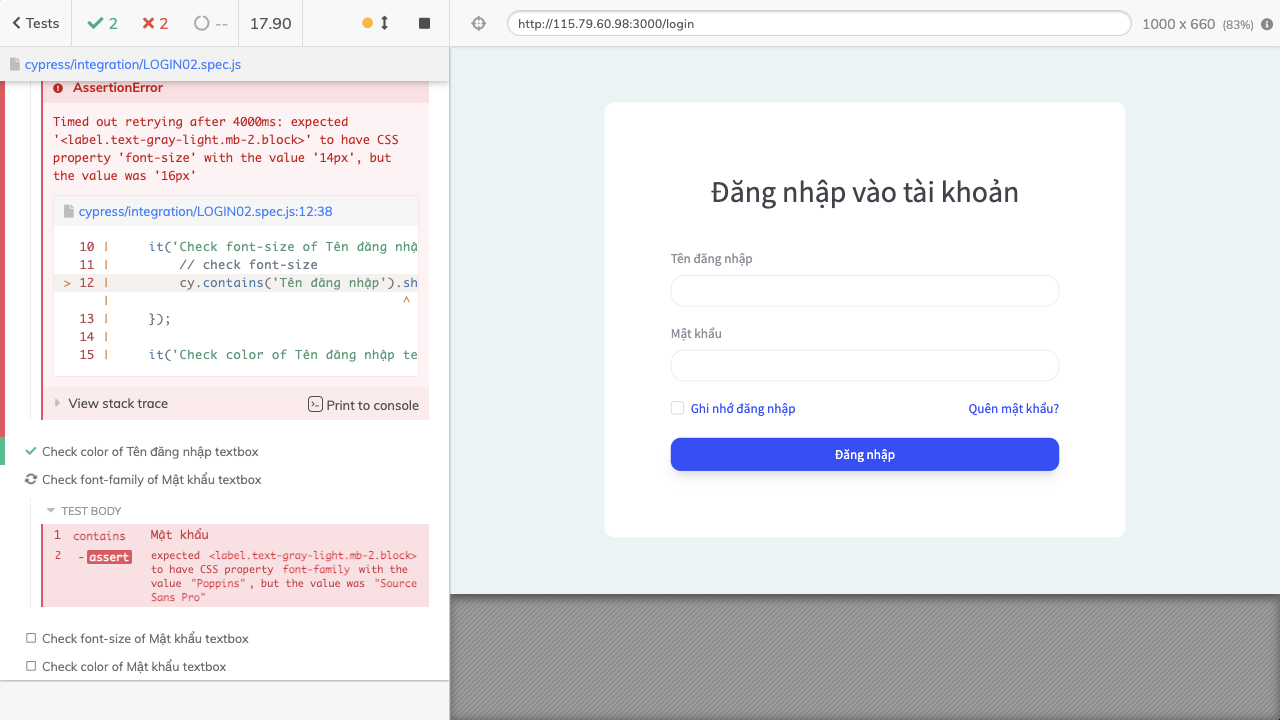 Tests
2
2
--
17.90
http://115.79.60.98:3000/login
1000 x 660 (83%)
cypress/integration/LOGIN02.spec.js
AssertionError
Timed out retrying after 4000ms: expected
'<label.text-gray-light.mb-2.block>' to have CSS
property 'font-size' with the value '14px', but
the value was '16px'
cypress/integration/LOGIN02.spec.js:12:38
10 | it('Check font-size of Tên đăng nhậ
11 | // check font-size
> 12 | cy.contains('Tên đăng nhập').sh
| ^
13 | });
14 |
15 | it('Check color of Tên đăng nhập te
View stack trace
Print to console
Check color of Tên đăng nhập textbox
Check font-family of Mật khẩu textbox
TEST BODY
1 contains Mật khẩu
2 -assert expected <label.text-gray-light.mb-2.block>
to have CSS property font-family with the
value "Poppins", but the value was "Source
Sans Pro"
Check font-size of Mật khẩu textbox
Check color of Mật khẩu textbox
Đăng nhập vào tài khoản
Tên đăng nhập
Mật khẩu
Ghi nhớ đăng nhập
Quên mật khẩu?
Đăng nhập